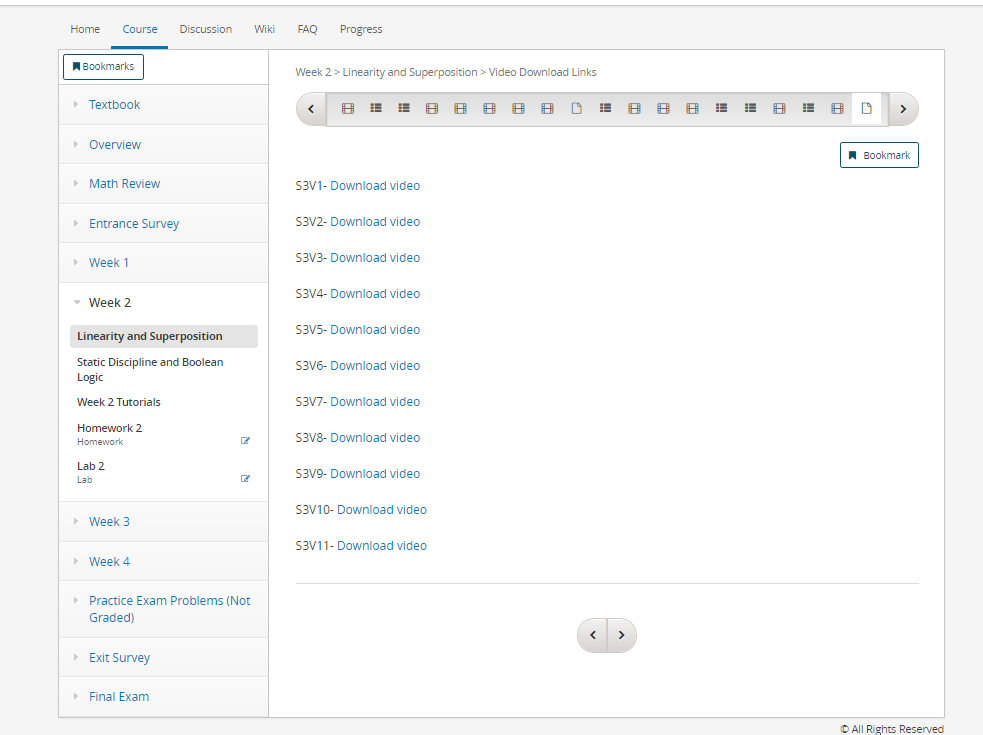 Home Course Discussion Wiki FAQ Progress
Bookmarks
Textbook
Overview
Math Review
Entrance Survey
Week 1
Week 2
Linearity and Superposition
Static Discipline and Boolean
Logic
Week 2 Tutorials
Homework 2
Homework
Lab 2
Lab
Week 3
Week 4
Practice Exam Problems (Not
Graded)
Exit Survey
Final Exam
Week 2 > Linearity and Superposition > Video Download Links
Bookmark
S3V1- Download video
S3V2- Download video
S3V3- Download video
S3V4- Download video
S3V5- Download video
S3V6- Download video
S3V7- Download video
S3V8- Download video
S3V9- Download video
S3V10- Download video
S3V11- Download video
© All Rights Reserved